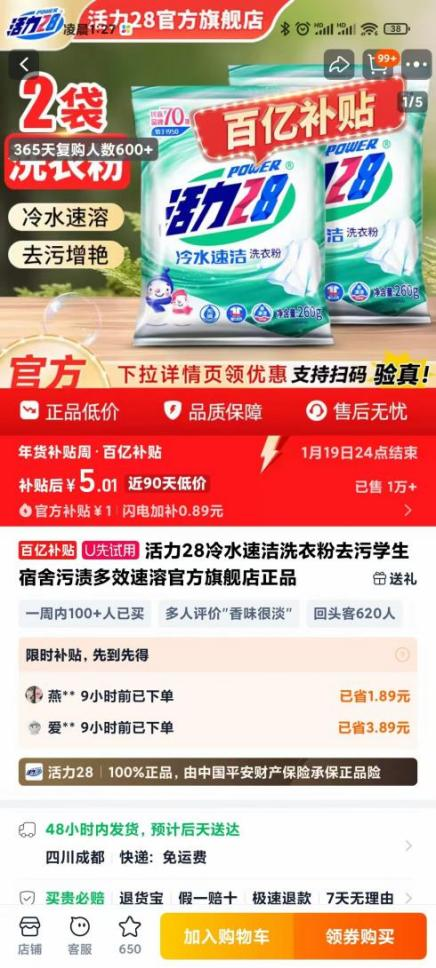 活力28 POWER
活力28官方旗舰店
凌晨1:27
38
99+
1/5
2袋
365天复购人数600+
洗衣粉
冷水速溶
去污增艳
百亿补贴
民族品牌70年
始于1950
POWER
活力28
冷水速洁 洗衣粉
净含量:260g
POWER
28
洁 洗衣粉
净含量:260g
官方
下拉详情页领优惠 支持扫码 验真!
正品低价
品质保障
售后无忧
年货补贴周·百亿补贴
1月19日24点结束
补贴后¥5.01 近90天低价
已售 1万+
官方补贴¥1 闪电加补0.89元
百亿补贴 U先试用 活力28冷水速洁洗衣粉去污学生
宿舍污渍多效速溶官方旗舰店正品
送礼
一周内100+人已买
多人评价"香味很淡"
回头客620人
限时补贴，先到先得
燕** 9小时前已下单
已省1.89元
爱** 9小时前已下单
已省3.89元
活力28 100%正品，由中国平安财产保险承保正品险
48小时内发货，预计后天送达
四川成都 快递：免运费
买贵必赔 退货宝 假一赔十 极速退款 7天无理由
店铺
客服
650
加入购物车
领券购买